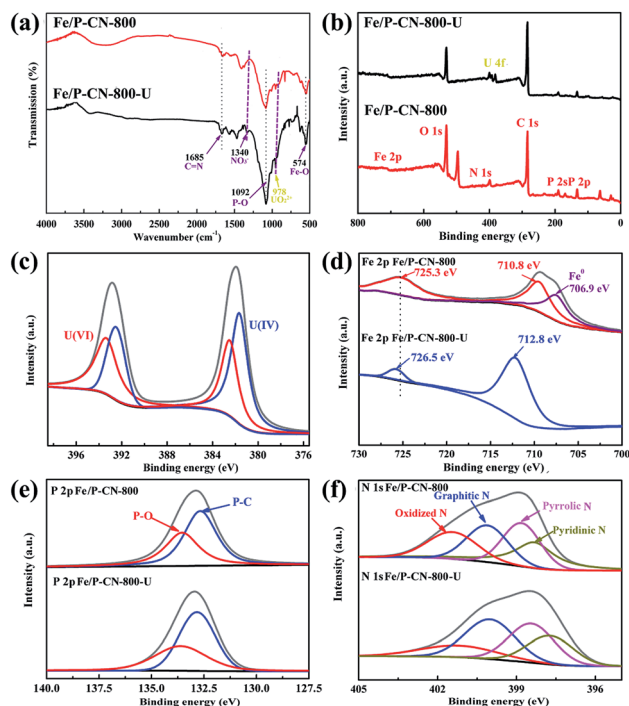 (a)
Fe/P-CN-800
Fe/P-CN-800-U
1685
C=N
1340
NO₃⁻
1092
P-O
978
UO₂²⁺
574
Fe-O
Transmission (%)
4000 3500 3000 2500 2000 1500 1000 500
Wavenumber (cm⁻¹)
(b)
Fe/P-CN-800-U
U 4f
Fe/P-CN-800
O 1s
C 1s
Fe 2p
N 1s
P 2s P 2p
Intensity (a.u.)
800 600 400 200 0
Binding energy (ev)
(c)
U(VI)
U(IV)
Intensity (a.u.)
396 392 388 384 380 376
Binding energy (eV)
(d)
Fe 2p Fe/P-CN-800
725.3 eV
710.8 eV
Fe⁰
706.9 eV
Fe 2p Fe/P-CN-800-U
726.5 eV
712.8 eV
Intensity (a.u.)
730 725 720 715 710 705 700
Binding energy (eV)
(e)
P 2p Fe/P-CN-800
P-O
P-C
P 2p Fe/P-CN-800-U
Intensity (a.u.)
140.0 137.5 135.0 132.5 130.0 127.5
Binding energy (eV)
(f)
N 1s Fe/P-CN-800
Graphitic N
Oxidized N
Pyrrolic N
Pyridinic N
N 1s Fe/P-CN-800-U
Intensity (a.u.)
405 402 399 396
Binding energy (eV)